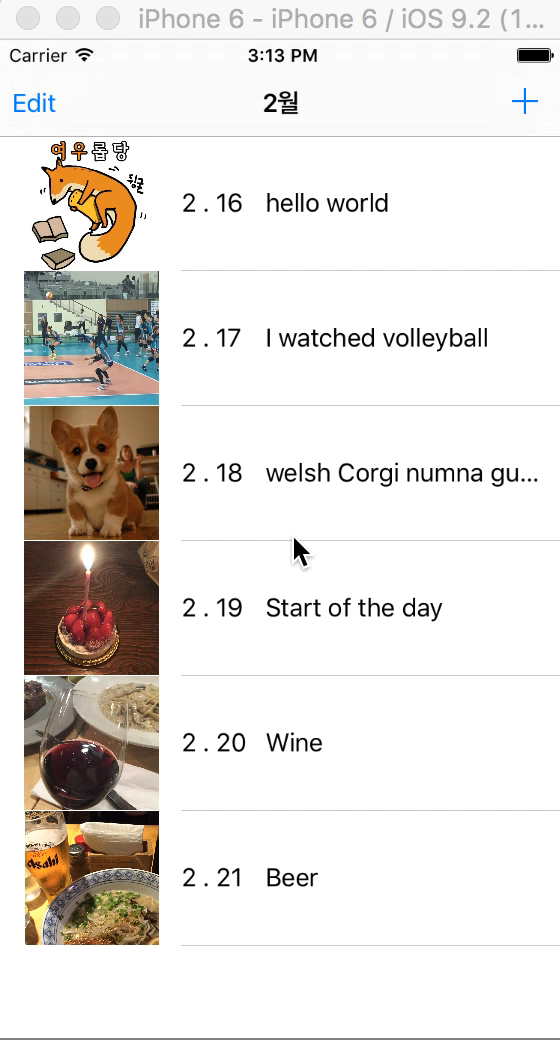 iPhone 6 - iPhone 6 / iOS 9.2 (1...
Carrier 3:13 PM
Edit 2월 +
여우롭당
뒹굴
2 . 16 hello world
2 . 17 I watched volleyball
2 . 18 welsh Corgi numna gu...
2 . 19 Start of the day
2 . 20 Wine
Asahi
2 . 21 Beer